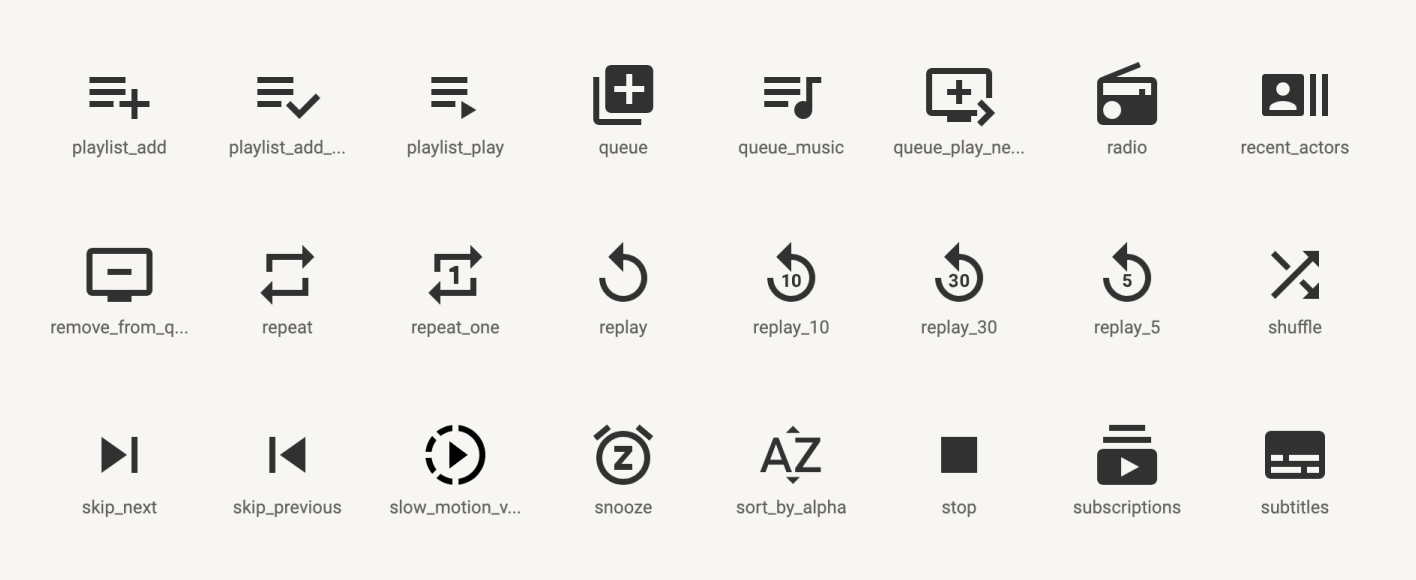 playlist_add playlist_add_... playlist_play queue queue_music queue_play_ne... radio recent_actors
1 10 30 5
remove_from_q... repeat repeat_one replay replay_10 replay_30 replay_5 shuffle
z AZ
skip_next skip_previous slow_motion_v... snooze sort_by_alpha stop subscriptions subtitles